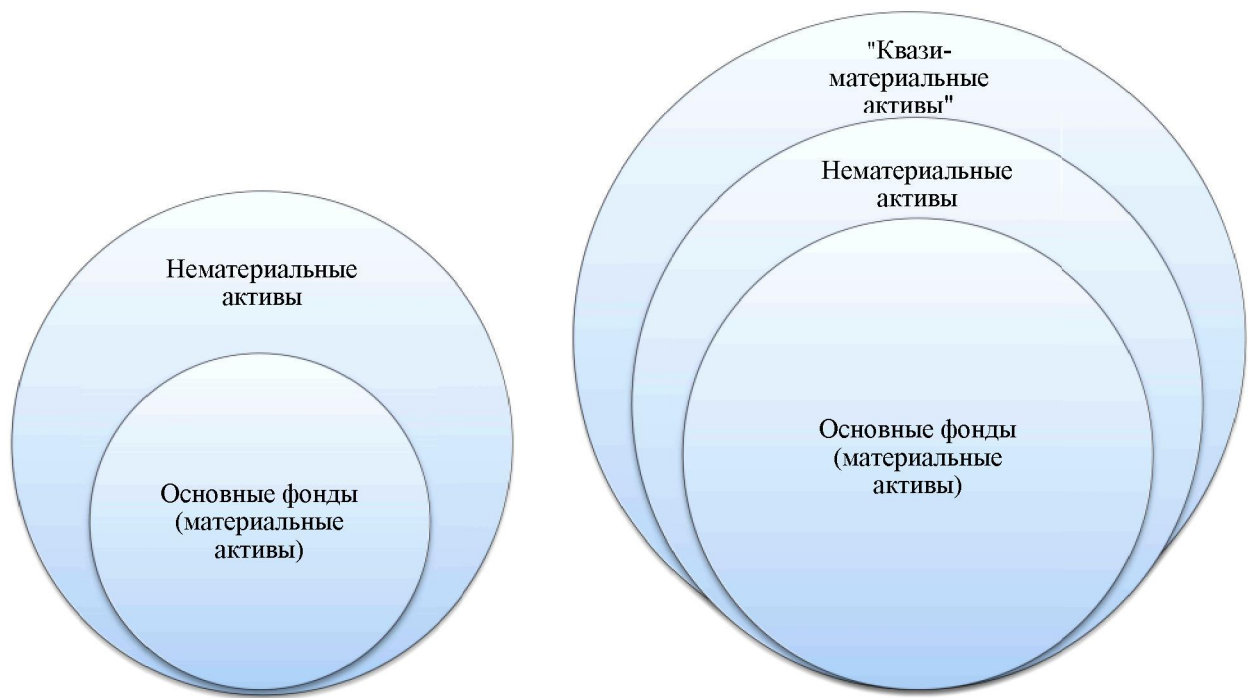 Нематериальные
активы
Основные фонды
(материальные
активы)
"Квази-
материальные
активы"
Нематериальные
активы
Основные фонды
(материальные
активы)